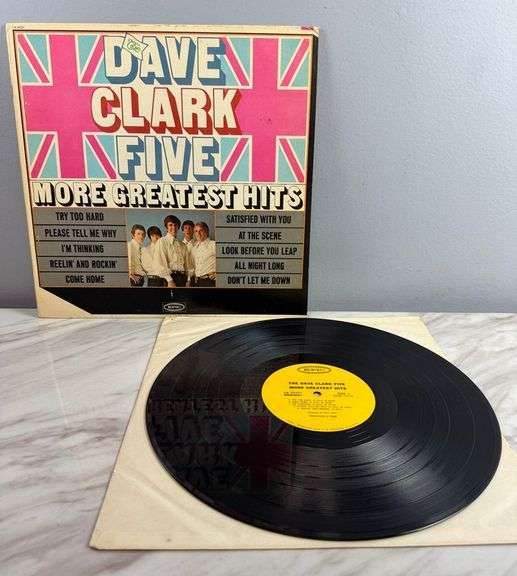 THE
DAVE
CLARK
FIVE
MORE GREATEST HITS
TRY TOO HARD
PLEASE TELL ME WHY
I'M THINKING
REELIN' AND ROCKIN'
COME HOME
SATISFIED WITH YOU
AT THE SCENE
LOOK BEFORE YOU LEAP
ALL NIGHT LONG
DON'T LET ME DOWN
EPIC
EPIC
THE DAVE CLARK FIVE
MORE GREATEST HITS